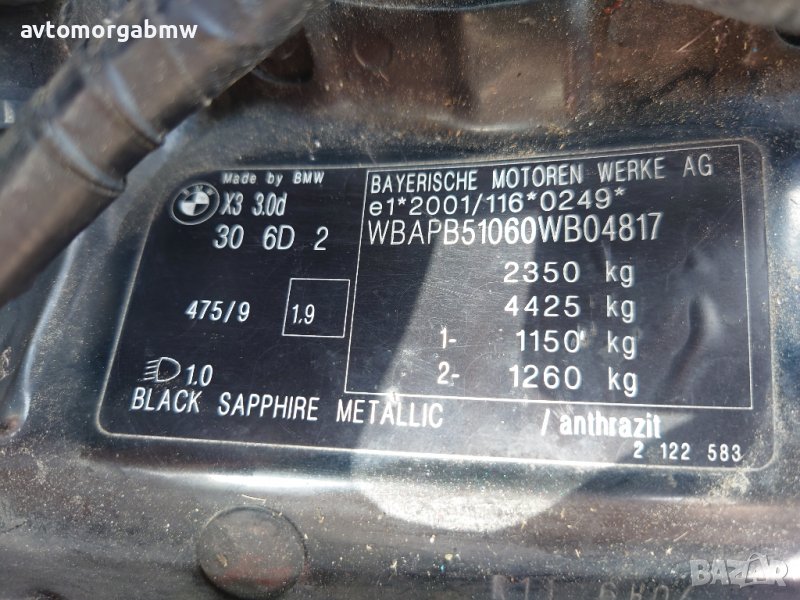 avtomorgabmw
Made by BMW
X3 3.0d
30 6D 2
475/9
1.9
1.0
BAYERISCHE MOTOREN WERKE AG
e1*2001/116*0249*
WBAPB51060WB04817
2350 kg
4425 kg
1- 1150 kg
2- 1260 kg
BLACK SAPPHIRE METALLIC / anthrazit
2 122 583
BAZAR